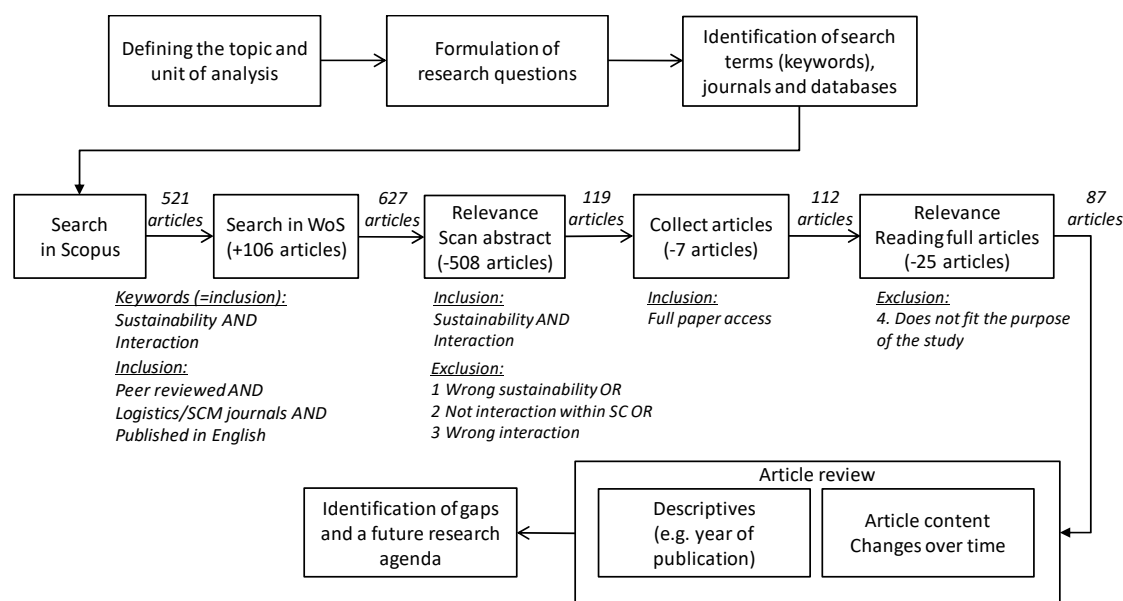 Defining the topic and
unit of analysis
Formulation of
research questions
Identification of search
terms (keywords),
journals and databases
Search
in Scopus
521
articles
Search in WoS
(+106 articles)
627
articles
Relevance
Scan abstract
(-508 articles)
119
articles
Collect articles
(-7 articles)
112
articles
Relevance
Reading full articles
(-25 articles)
87
articles
Keywords (=inclusion):
Sustainability AND
Interaction
Inclusion:
Peer reviewed AND
Logistics/SCM journals AND
Published in English
Inclusion:
Sustainability AND
Interaction
Exclusion:
1 Wrong sustainability OR
2 Not interaction within SC OR
3 Wrong interaction
Inclusion:
Full paper access
Exclusion:
4. Does not fit the purpose
of the study
Article review
Descriptives
(e.g. year of
publication)
Article content
Changes over time
Identification of gaps
and a future research
agenda